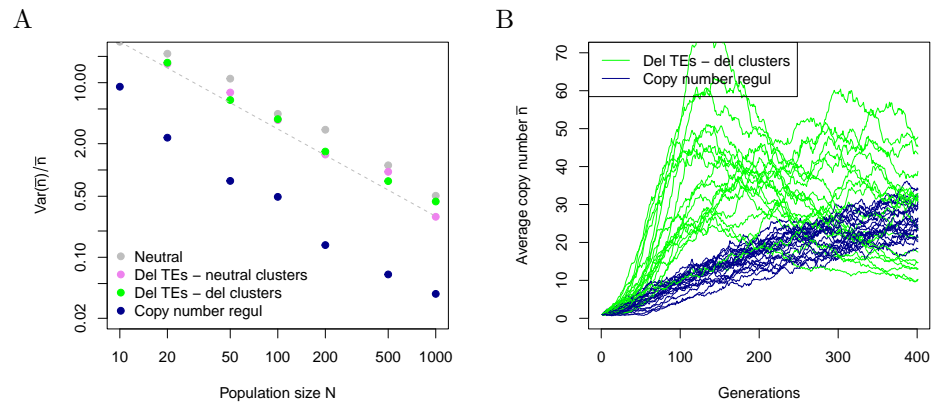 A
Var(n̅)/n̅
10.00
2.00
0.50
0.10
0.02
Neutral
Del TEs − neutral clusters
Del TEs − del clusters
Copy number regul
10 20 50 100 200 500 1000
Population size N
B
Average copy number n̅
70
60
50
40
30
20
10
0
Del TEs − del clusters
Copy number regul
0 100 200 300 400
Generations